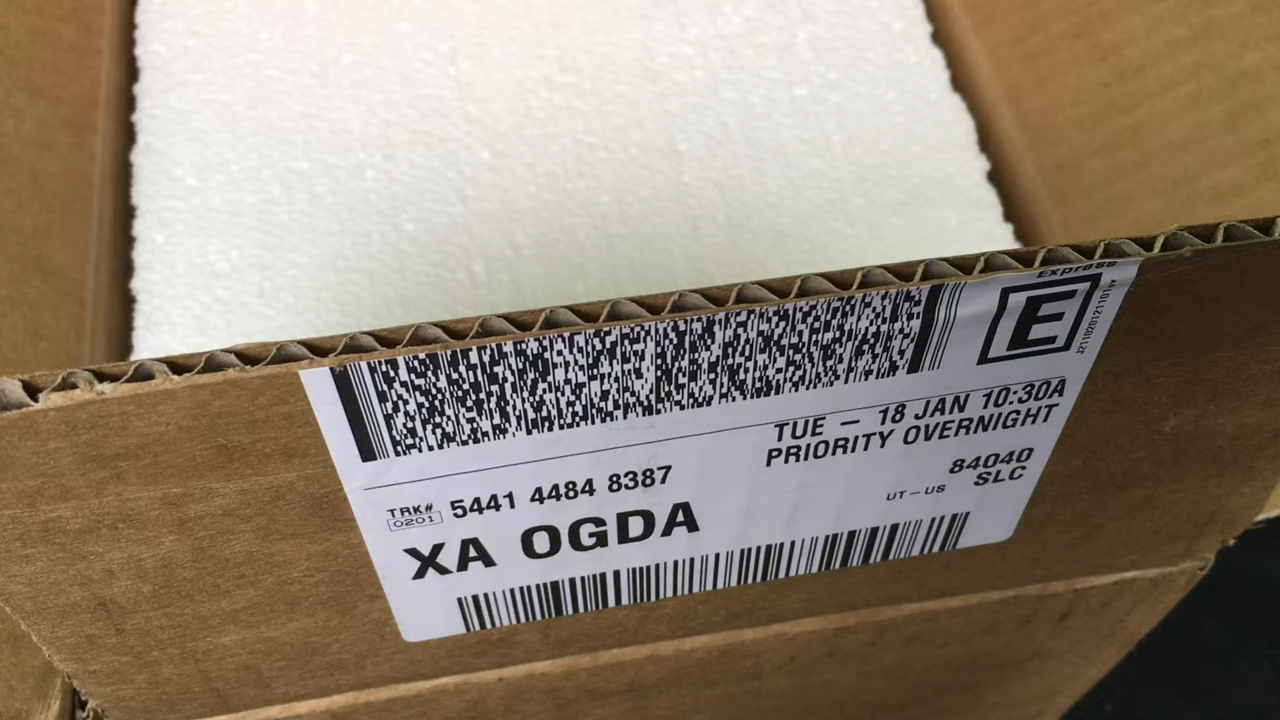 Express
E
TUE - 18 JAN 10:30A
PRIORITY OVERNIGHT
TRK# 5441 4484 8387
0201
84040
UT-US SLC
XA OGDA